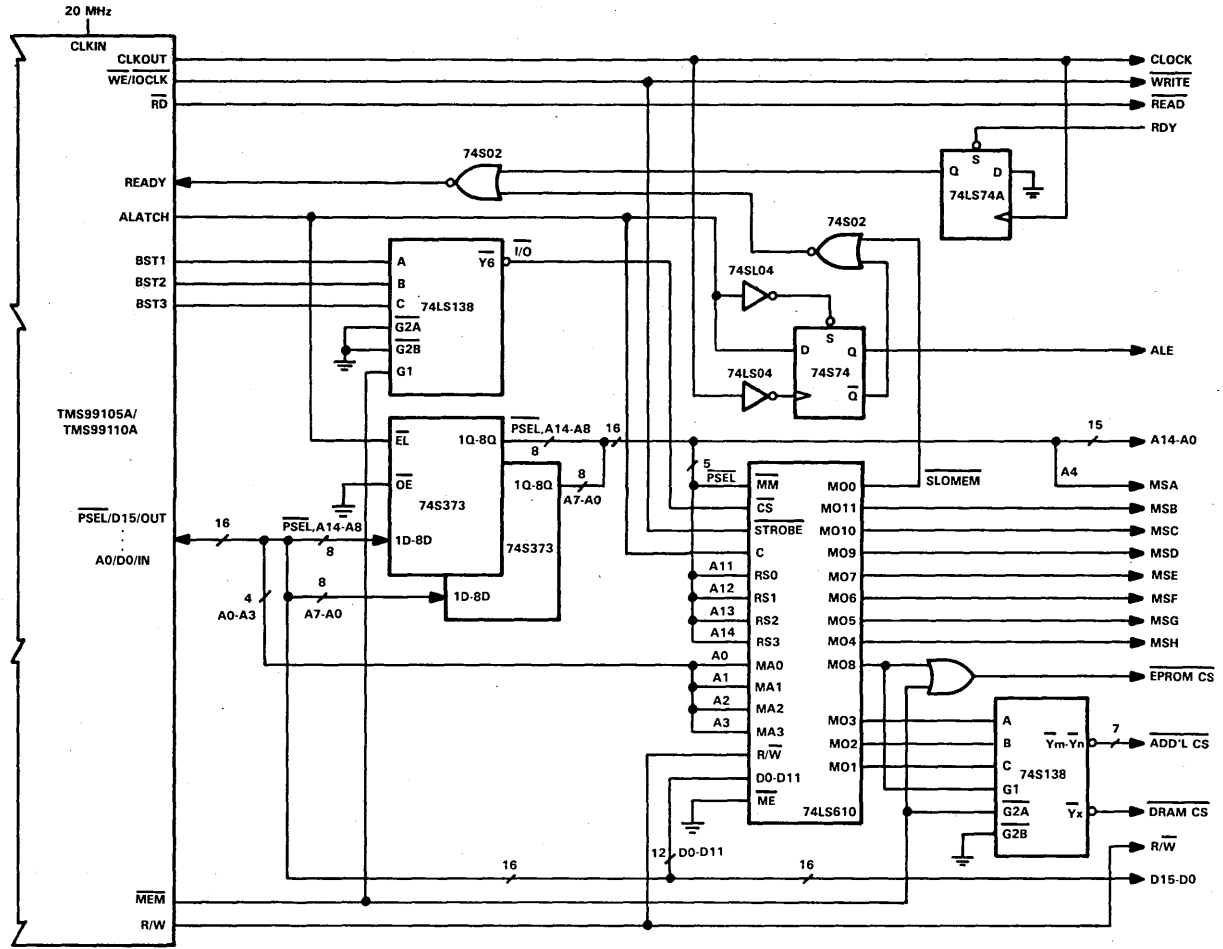 20 MHz
CLKIN
CLKOUT
WE/IOCLK
RD
READY
ALATCH
BST1
BST2
BST3
TMS99105A/
TMS99110A
PSEL/D15/OUT
A0/D0/IN
MEM
R/W
CLOCK
WRITE
READ
RDY
74S02
S
Q
D
74LS74A
74S02
A
B
C
74LS138
G2A
G2B
G1
Y6
I/O
74SL04
74LS04
S
D
Q
74S74
Q
ALE
EL
1Q-8Q
OE
74S373
1D-8D
PSEL,A14-A8
8
16
1Q-8Q
8
A7-A0
74S373
1D-8D
16
PSEL,A14-A8
8
4
A0-A3
8
A7-A0
5
PSEL
15
A14-A0
A4
MSA
MM
CS
STROBE
C
A11
RS0
A12
RS1
A13
RS2
A14
RS3
A0
MA0
A1
MA1
A2
MA2
A3
MA3
R/W
D0-D11
ME
74LS610
MO0
MO11
MO10
MO9
MO7
MO6
MO5
MO4
MO8
MO3
MO2
MO1
SLOMEM
MSB
MSC
MSD
MSE
MSF
MSG
MSH
EPROM CS
A
B
C
74S138
G1
G2A
G2B
Ym-Yn
7
ADD'L CS
Yx
DRAM CS
R/W
12
D0-D11
16
16
D15-D0